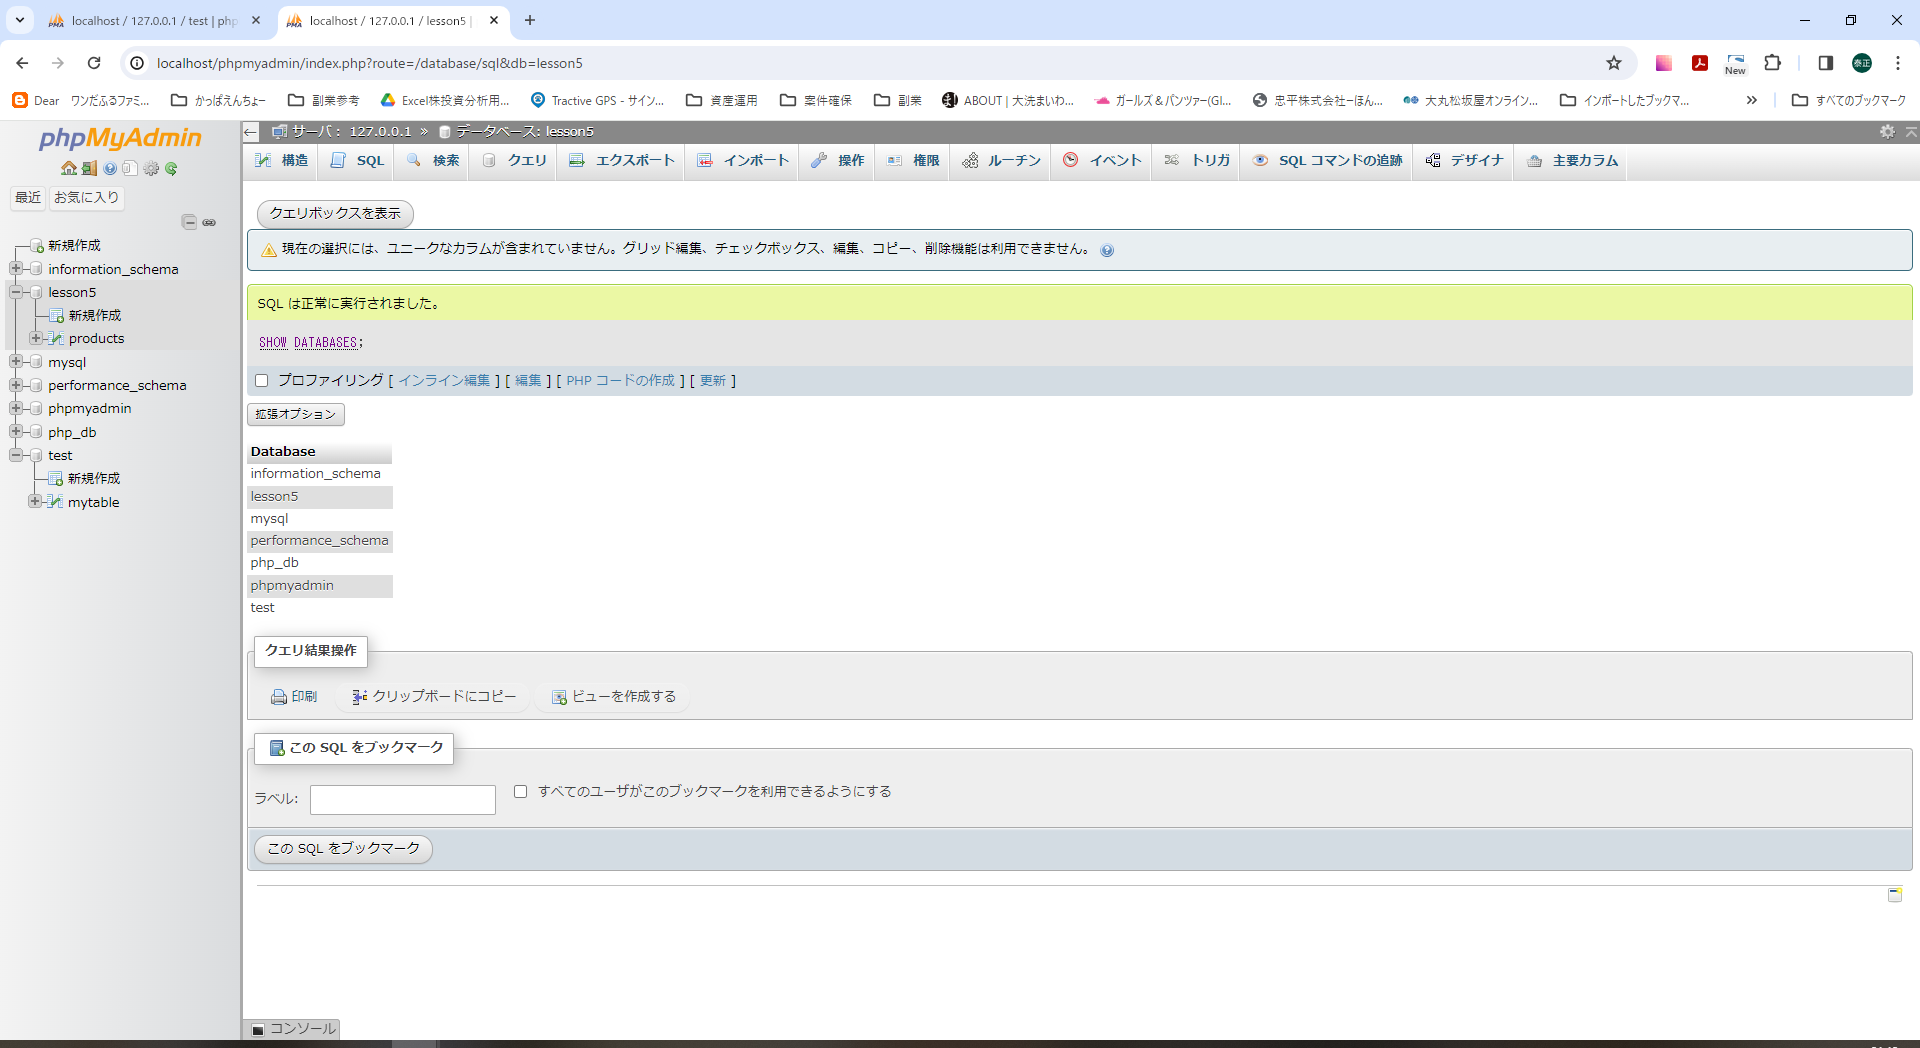 localhost / 127.0.0.1 / test | php
localhost / 127.0.0.1 / lesson5 |
localhost/phpmyadmin/index.php?route=/database/sql&db=lesson5
New
泰正
Dear ワンだふるファミ...
かっぱえんちょー
副業参考
Excel株投資分析用...
Tractive GPS - サイン...
資産運用
案件確保
副業
ABOUT | 大洗まいわ...
ガールズ＆パンツァー(GI...
忠平株式会社ーほん...
大丸松坂屋オンライン...
インポートしたブックマ...
»
すべてのブックマーク
phpMyAdmin
最近 お気に入り
新規作成
information_schema
lesson5
新規作成
products
mysql
performance_schema
phpmyadmin
php_db
test
新規作成
mytable
サーバ： 127.0.0.1 » データベース: lesson5
構造 SQL 検索 クエリ エクスポート インポート 操作 権限 ルーチン イベント トリガ SQL コマンドの追跡 デザイナ 主要カラム
クエリボックスを表示
現在の選択には、ユニークなカラムが含まれていません。グリッド編集、チェックボックス、編集、コピー、削除機能は利用できません。
SQL は正常に実行されました。
SHOW DATABASES;
プロファイリング [ インライン編集 ] [ 編集 ] [ PHP コードの作成 ] [ 更新 ]
拡張オプション
Database
information_schema
lesson5
mysql
performance_schema
php_db
phpmyadmin
test
クエリ結果操作
印刷 クリップボードにコピー ビューを作成する
この SQL をブックマーク
ラベル: すべてのユーザがこのブックマークを利用できるようにする
この SQL をブックマーク
コンソール